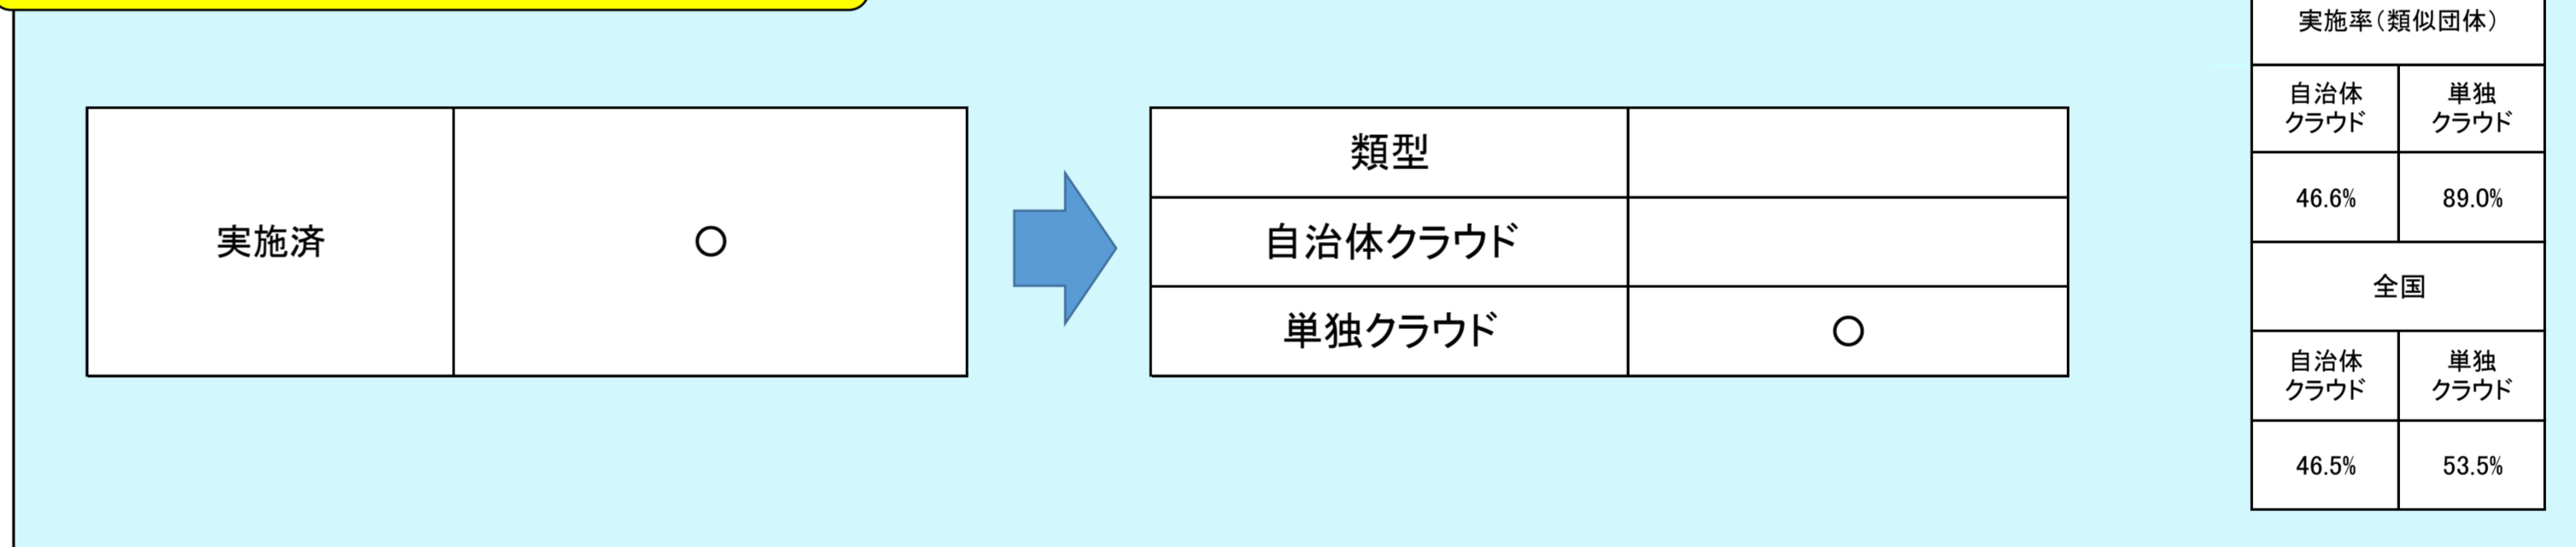 実施済
○
類型
自治体クラウド
単独クラウド
○
実施率(類似団体)
自治体
クラウド
単独
クラウド
46.6%
89.0%
全国
自治体
クラウド
単独
クラウド
46.5%
53.5%